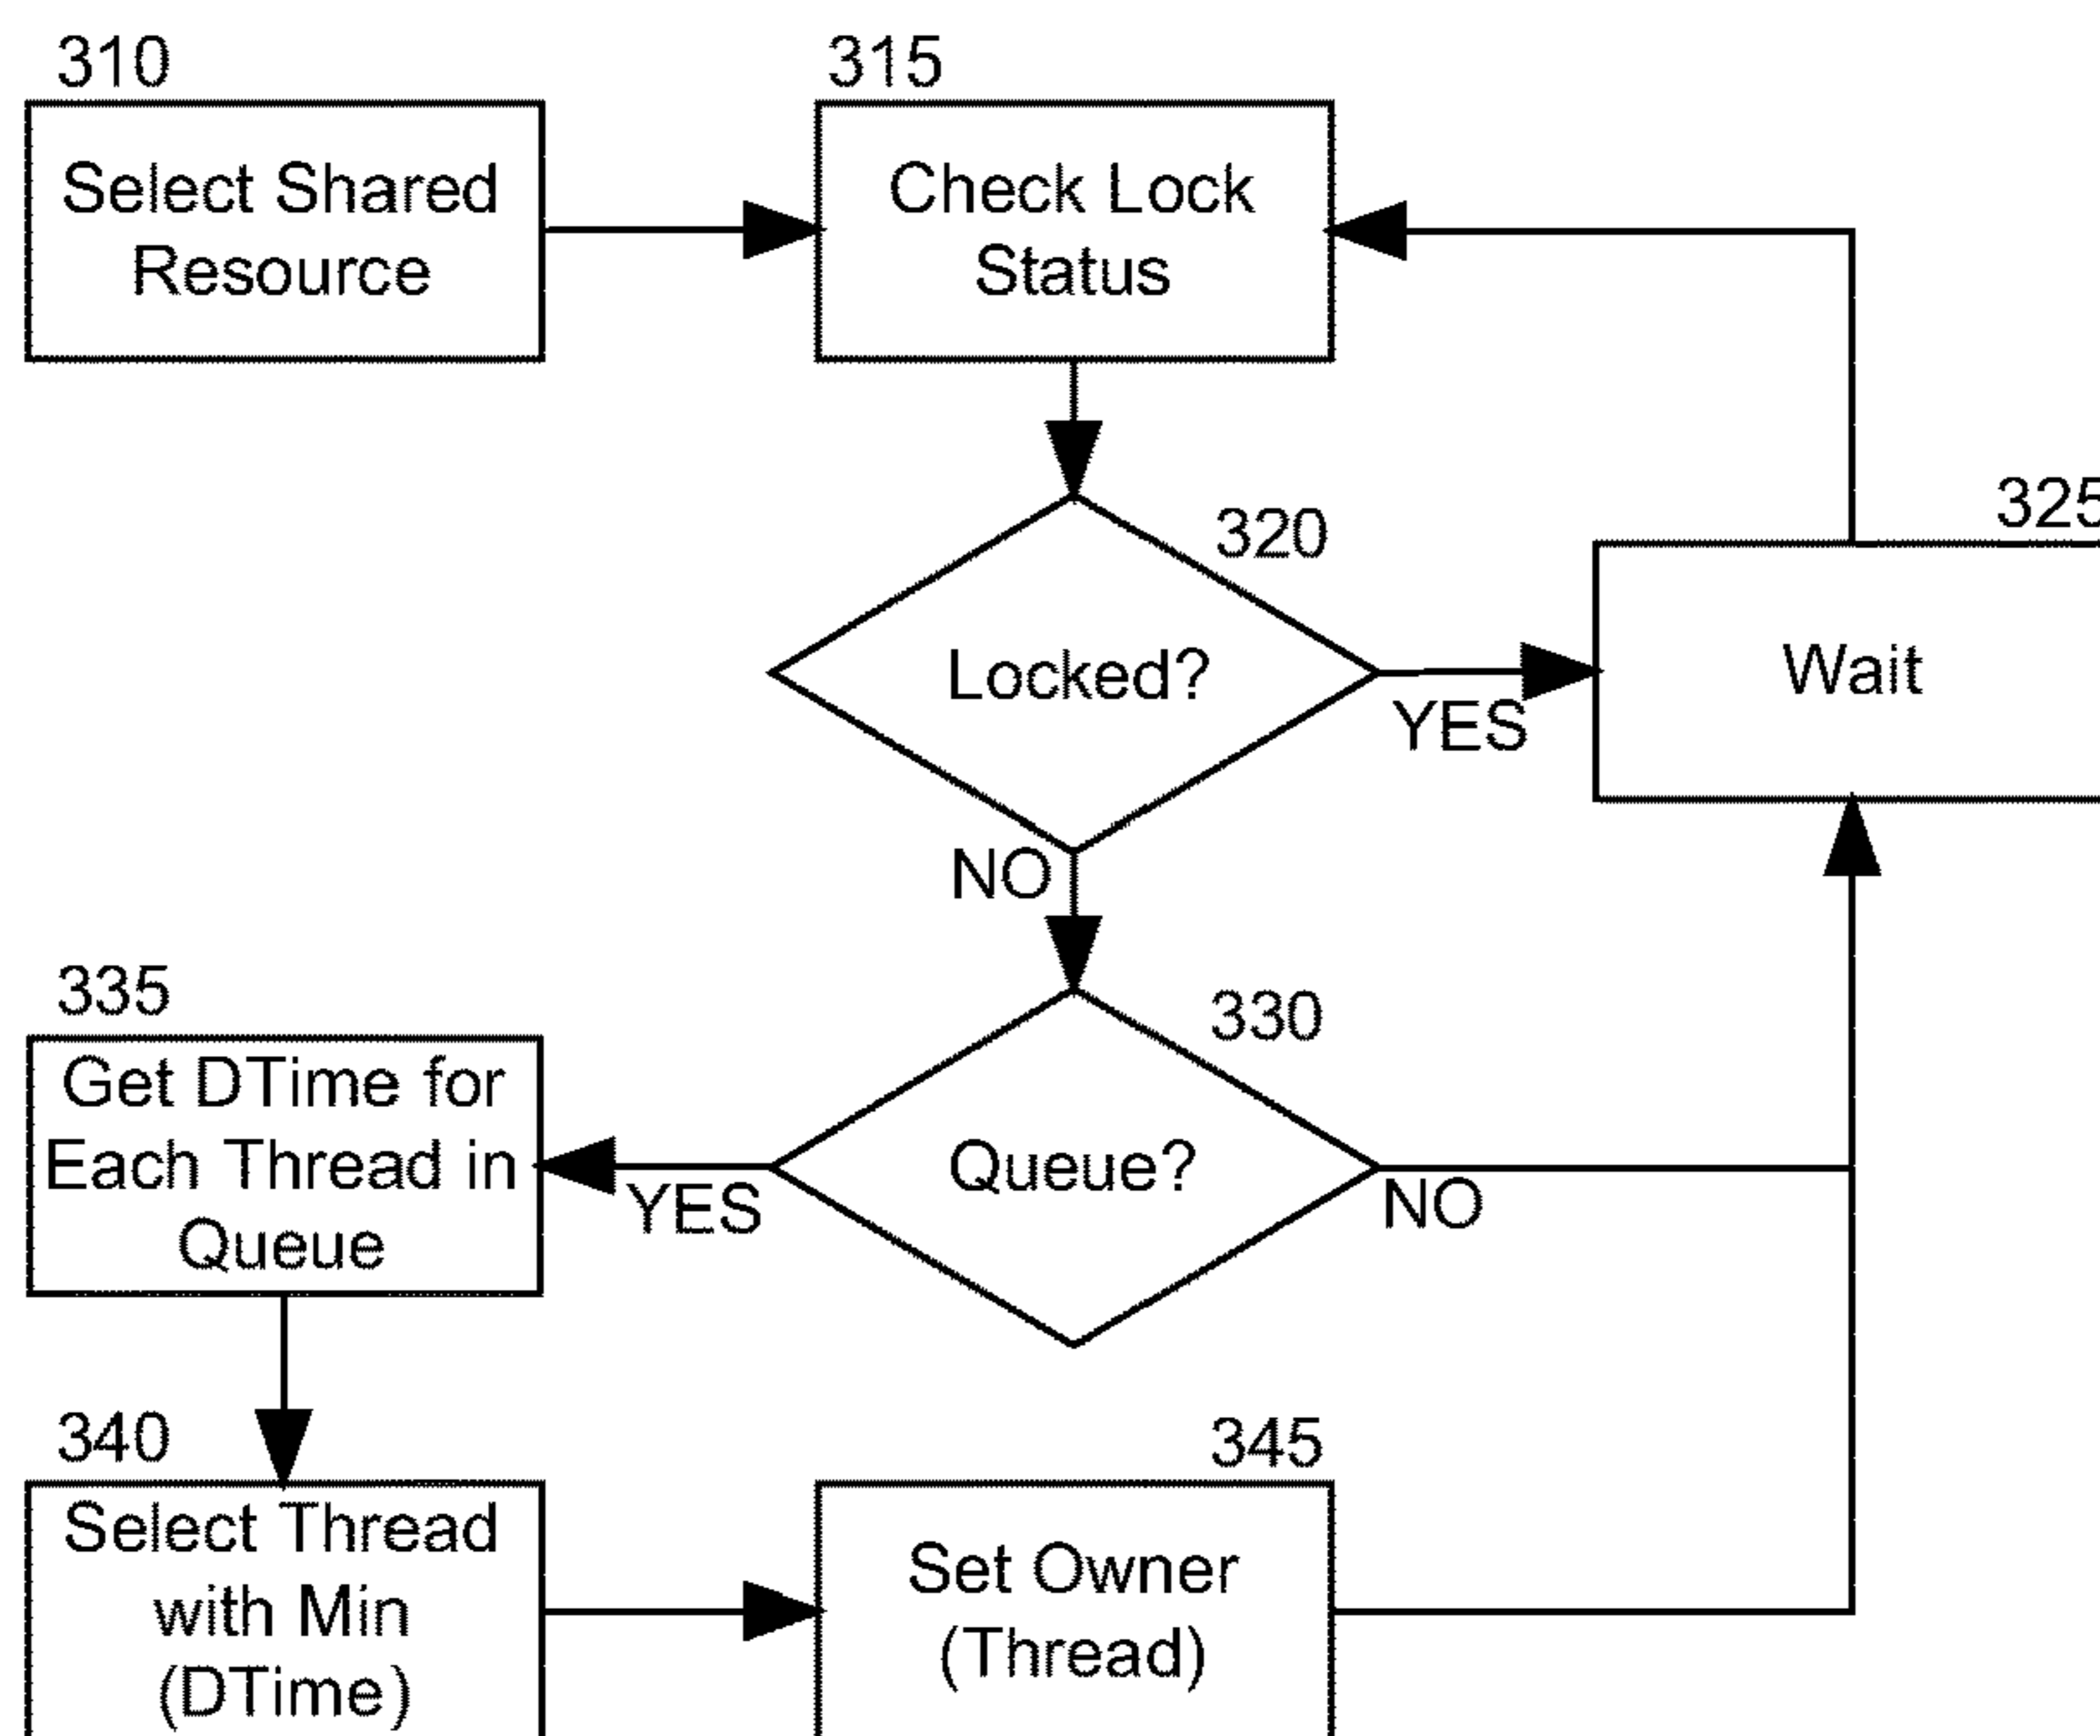 310
Select Shared
Resource
315
Check Lock
Status
320
Locked?
YES
NO
325
Wait
330
Queue?
YES
NO
335
Get DTime for
Each Thread in
Queue
340
Select Thread
with Min
(DTime)
345
Set Owner
(Thread)